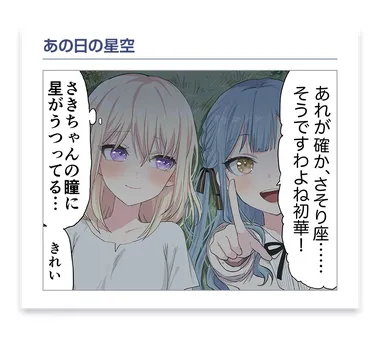 あの日の星空
あれが確か、さそり座……
そうですわよね初華！
さきちゃんの瞳に
星がうつってる…
きれい